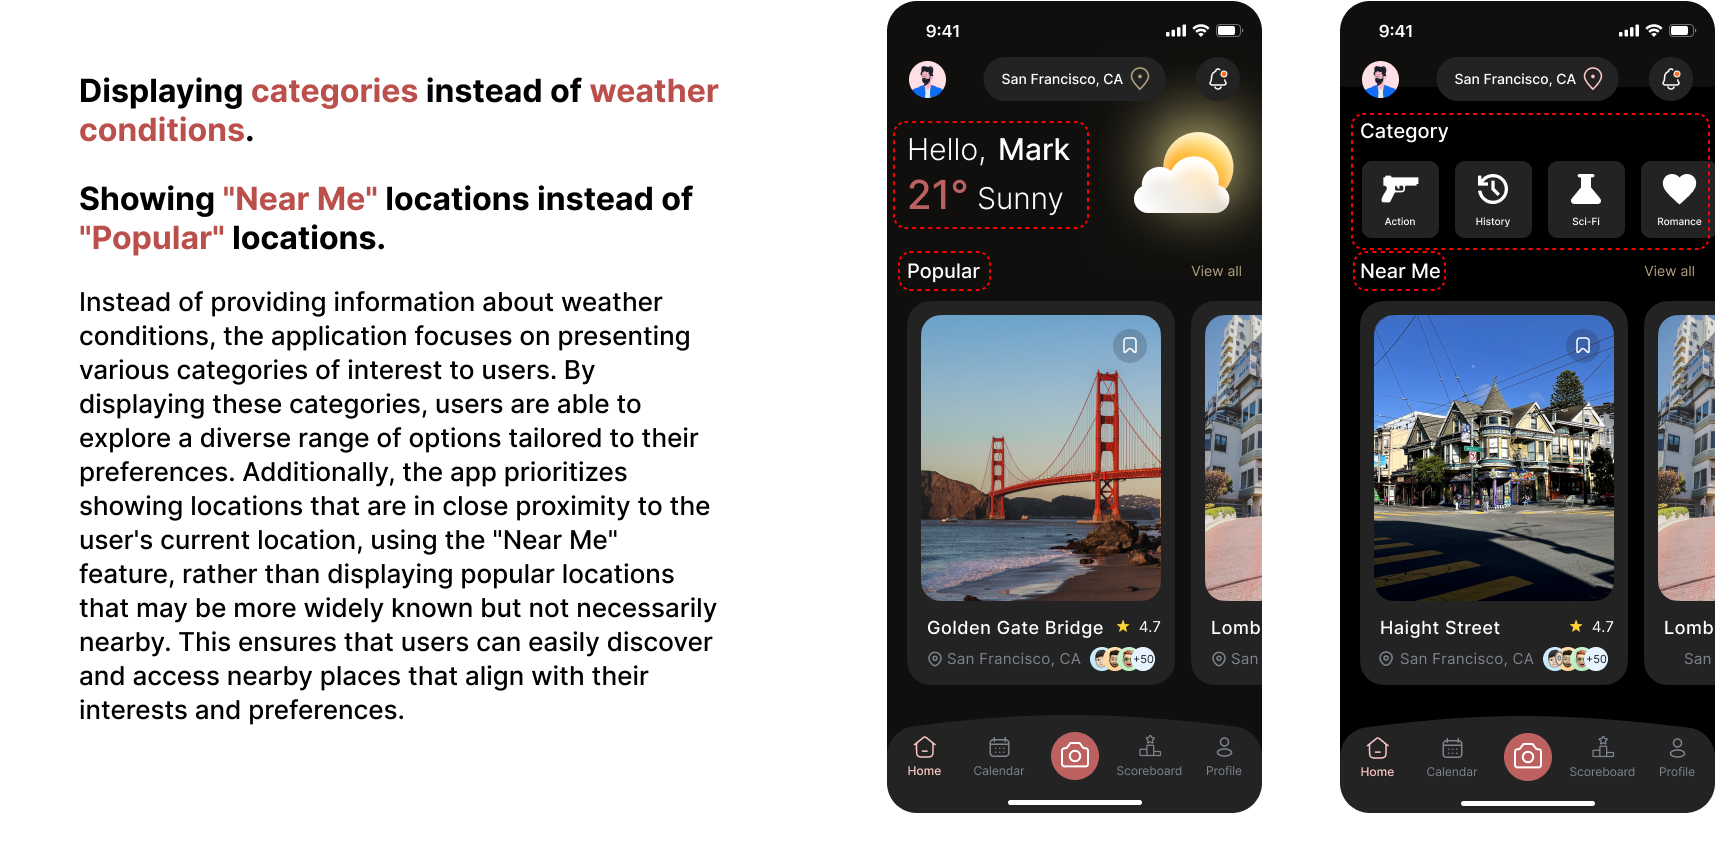 Displaying categories instead of weather
conditions.
Showing "Near Me" locations instead of
"Popular" locations.
Instead of providing information about weather
conditions, the application focuses on presenting
various categories of interest to users. By
displaying these categories, users are able to
explore a diverse range of options tailored to their
preferences. Additionally, the app prioritizes
showing locations that are in close proximity to the
user's current location, using the "Near Me"
feature, rather than displaying popular locations
that may be more widely known but not necessarily
nearby. This ensures that users can easily discover
and access nearby places that align with their
interests and preferences.
9:41
San Francisco, CA
Hello, Mark
21° Sunny
Popular
View all
Golden Gate Bridge
4.7
San Francisco, CA
+50
Lomb
San
Home
Calendar
Scoreboard
Profile
9:41
San Francisco, CA
Category
Action
History
Sci-Fi
Romance
Near Me
View all
Haight Street
4.7
San Francisco, CA
+50
Lomb
San
Home
Calendar
Scoreboard
Profile